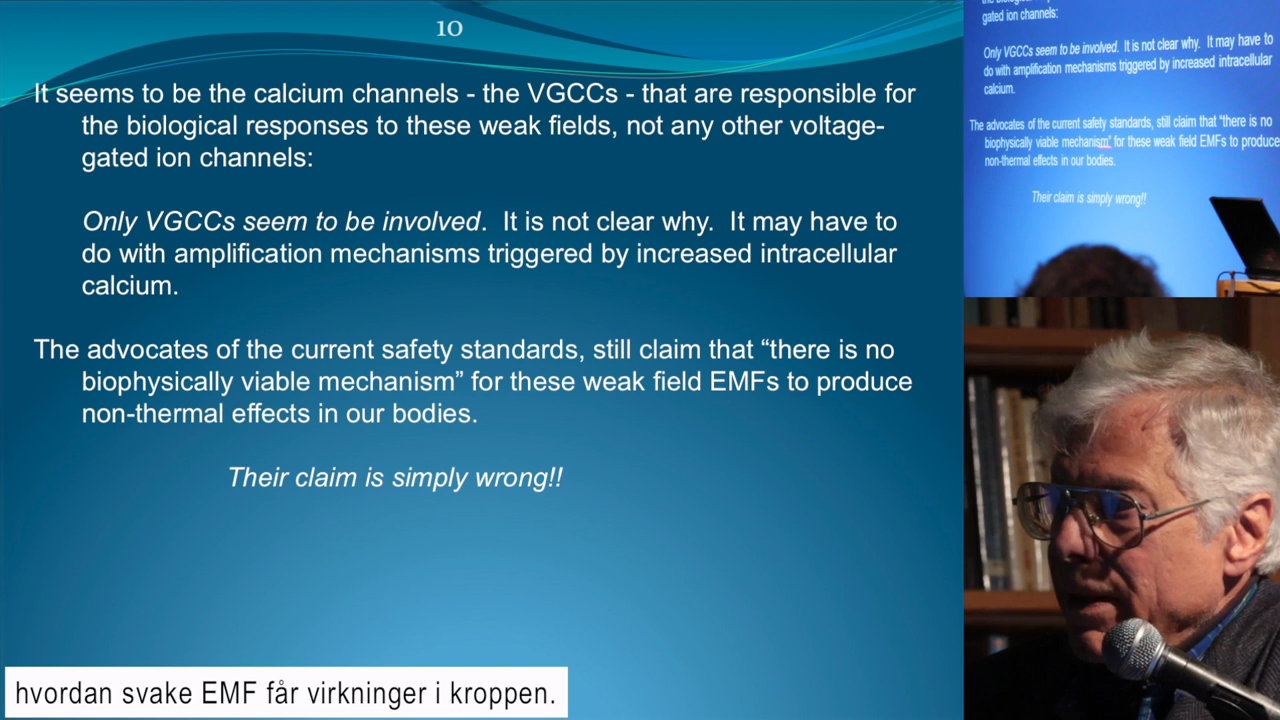 10
It seems to be the calcium channels - the VGCCs - that are responsible for
the biological responses to these weak fields, not any other voltage-
gated ion channels:
Only VGCCs seem to be involved. It is not clear why. It may have to
do with amplification mechanisms triggered by increased intracellular
calcium.
The advocates of the current safety standards, still claim that “there is no
biophysically viable mechanism” for these weak field EMFs to produce
non-thermal effects in our bodies.
Their claim is simply wrong!!
hvordan svake EMF får virkninger i kroppen.
gated ion channels:
Only VGCCs seem to be involved. It is not clear why. It may have to
do with amplification mechanisms triggered by increased intracellular
calcium.
The advocates of the current safety standards, still claim that “there is no
biophysically viable mechanism” for these weak field EMFs to produce
non-thermal effects in our bodies.
Their claim is simply wrong!!